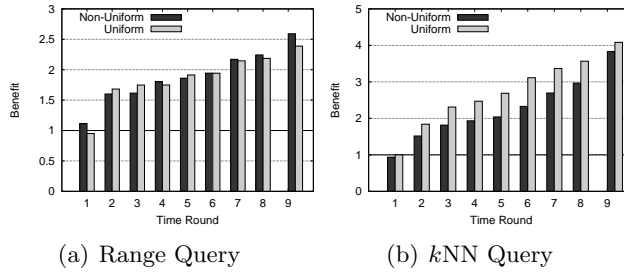 3
2.5
2
1.5
1
0.5
0
Benefit
Non-Uniform
Uniform
1 2 3 4 5 6 7 8 9
Time Round
(a) Range Query
5
4
3
2
1
0
Benefit
Non-Uniform
Uniform
1 2 3 4 5 6 7 8 9
Time Round
(b) kNN Query